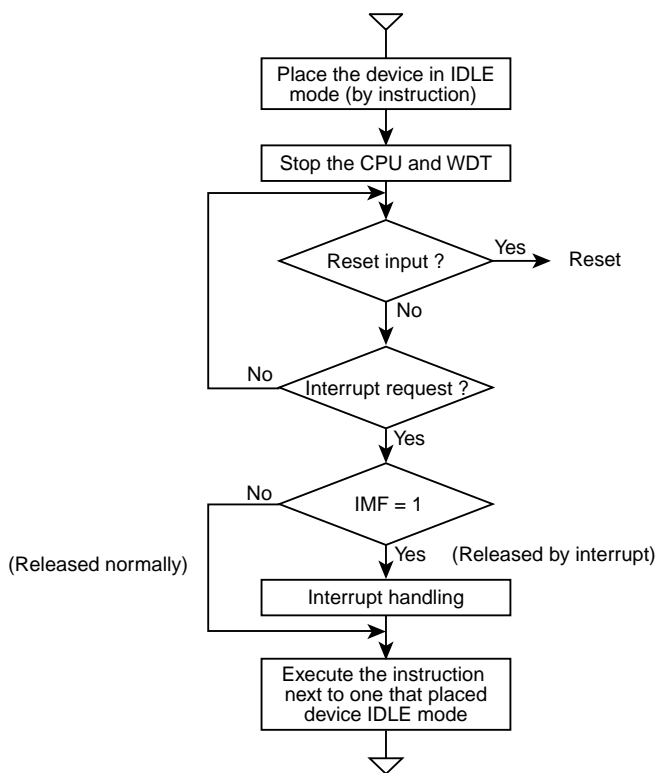 Place the device in IDLE
mode (by instruction)
Stop the CPU and WDT
Reset input ?
Yes
Reset
No
No
Interrupt request ?
Yes
No
IMF = 1
(Released normally)
Yes
(Released by interrupt)
Interrupt handling
Execute the instruction
next to one that placed
device IDLE mode